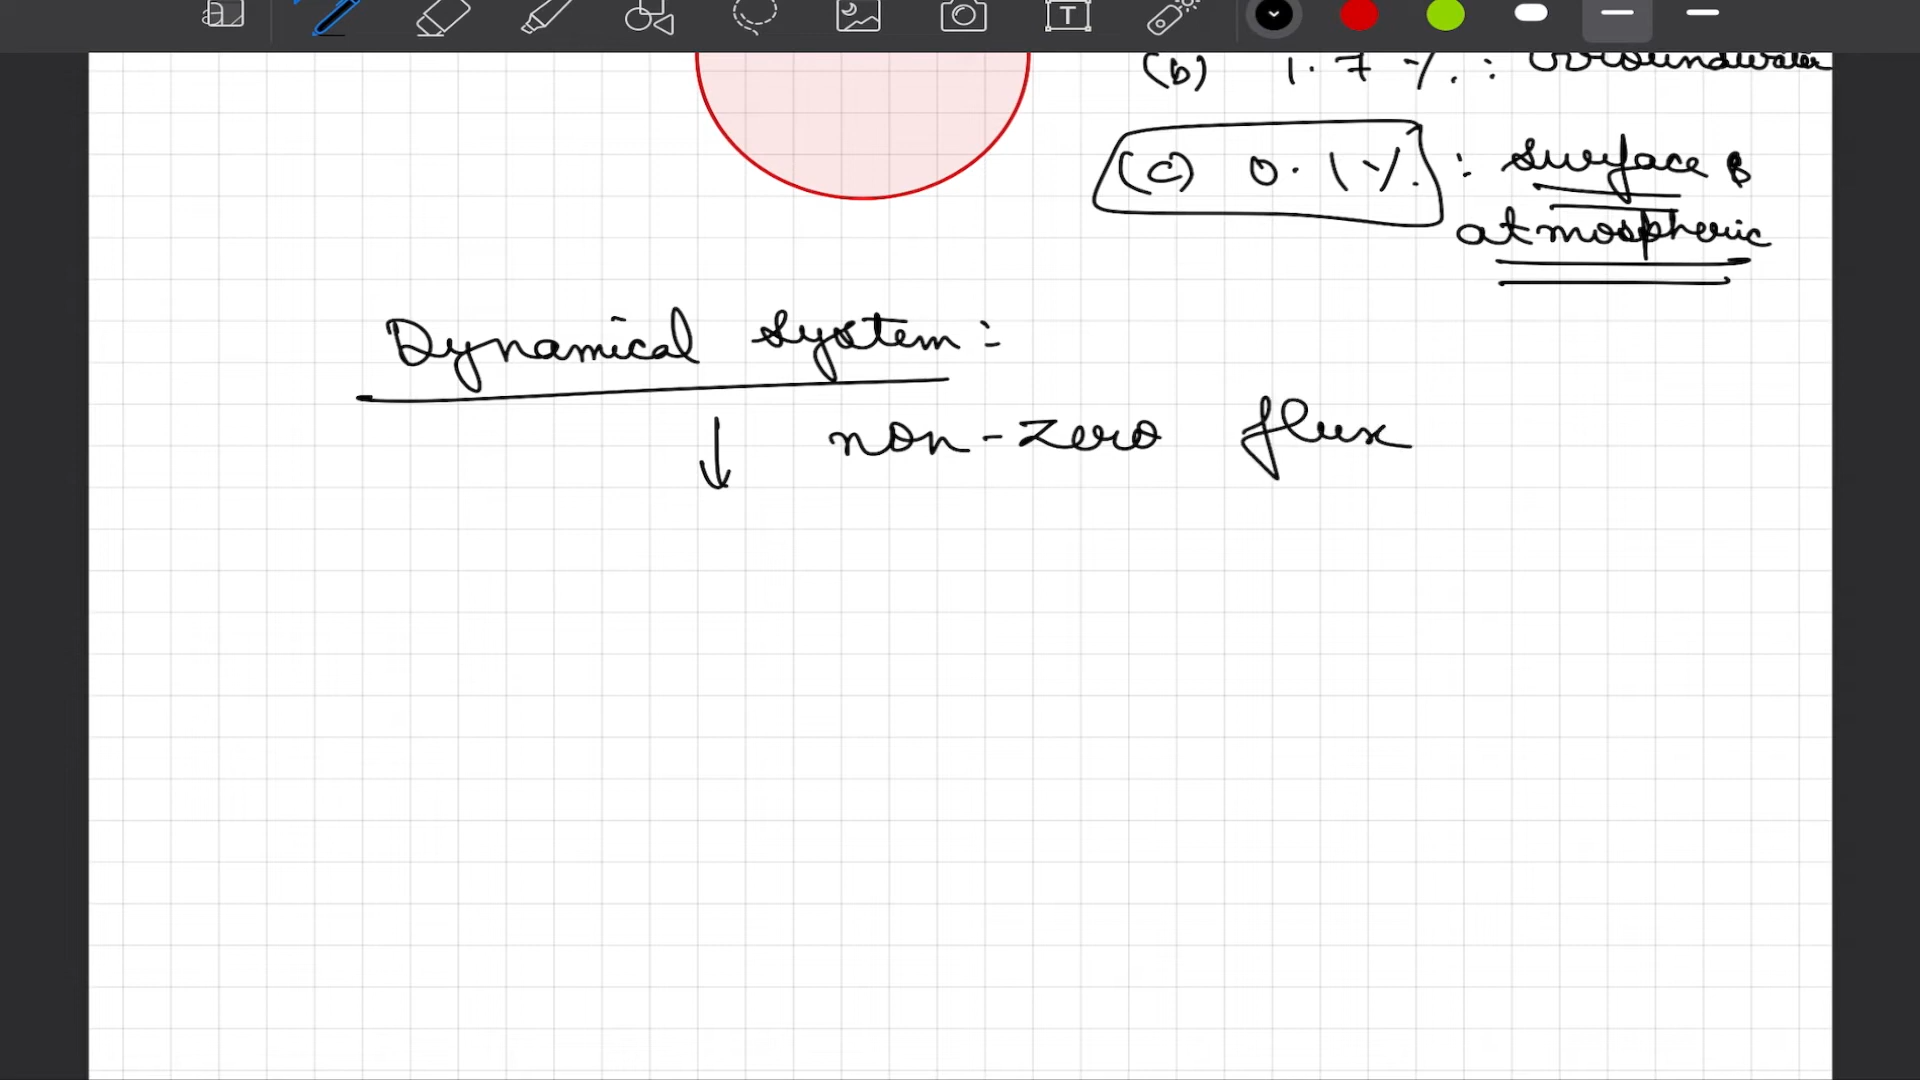 (b) 1.7 %. : Groundwater
(c) 0.1 %. : surface &
atmospheric
Dynamical system :
↓ non-zero flux